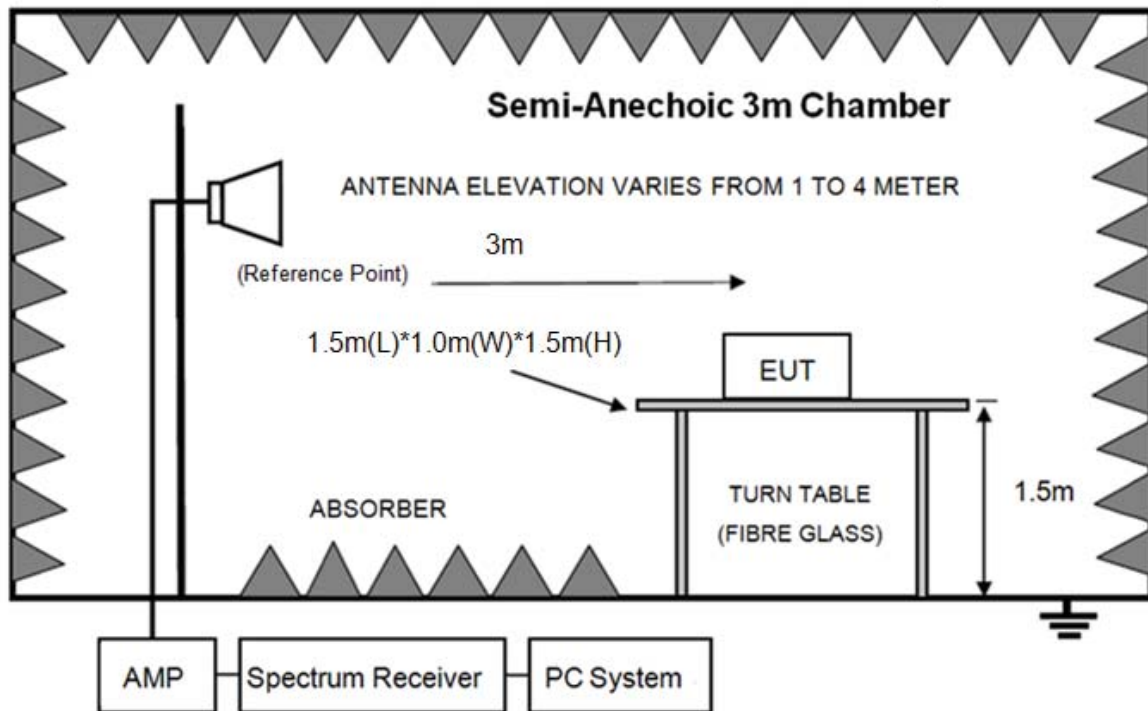 Semi-Anechoic 3m Chamber
ANTENNA ELEVATION VARIES FROM 1 TO 4 METER
3m
(Reference Point)
1.5m(L)*1.0m(W)*1.5m(H)
EUT
1.5m
TURN TABLE
(FIBRE GLASS)
ABSORBER
AMP
Spectrum Receiver
PC System